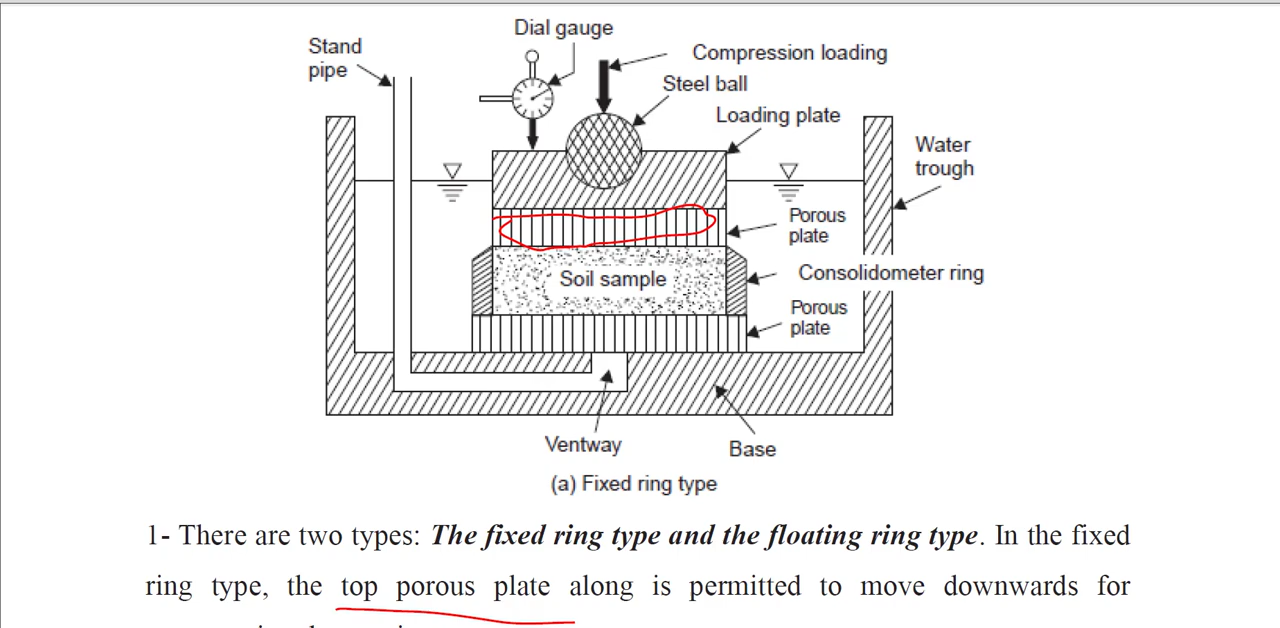 Dial gauge
Stand
pipe
Compression loading
Steel ball
Loading plate
Water
trough
Porous
plate
Soil sample
Consolidometer ring
Porous
plate
Ventway
Base
(a) Fixed ring type
1- There are two types: The fixed ring type and the floating ring type. In the fixed
ring type, the top porous plate along is permitted to move downwards for